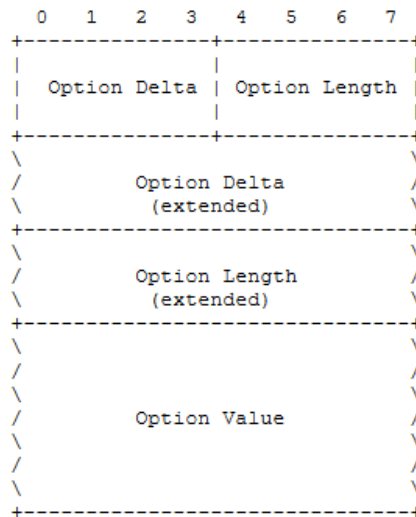 0 1 2 3 4 5 6 7
Option Delta | Option Length
Option Delta
(extended)
Option Length
(extended)
Option Value